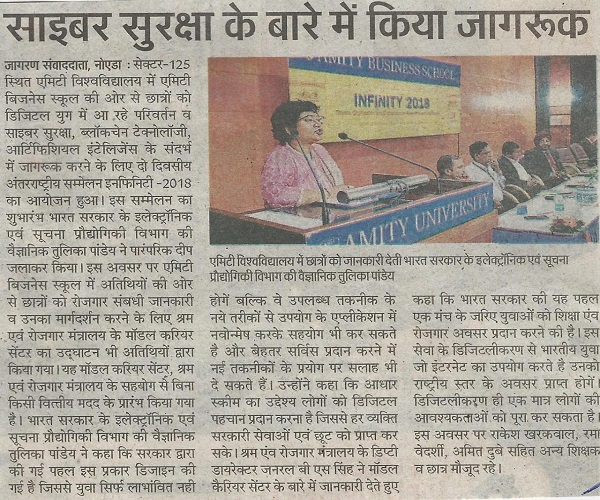 साइबर सुरक्षा के बारे में किया जागरूक
जागरण संवाददाता, नोएडा : सेक्टर-125
स्थित एमिटी विश्वविद्यालय में एमिटी
बिजनेस स्कूल की ओर से छात्रों को
डिजिटल युग में आ रहे परिवर्तन व
साइबर सुरक्षा, ब्लॉकचेन टेक्नोलॉजी,
आर्टिफिशियल इंटेलिजेंस के संदर्भ
में जागरूक करने के लिए दो दिवसीय
अंतराष्ट्रीय सम्मेलन इनफिनिटी -2018
का आयोजन हुआ। इस सम्मेलन का
शुभारंभ भारत सरकार के इलेक्ट्रॉनिक
एवं सूचना प्रौद्योगिकी विभाग की
वैज्ञानिक तुलिका पांडेय ने पारंपरिक दीप
जलाकर किया। इस अवसर पर एमिटी
बिजनेस स्कूल में अतिथियों की ओर
से छात्रों को रोजगार संबधी जानकारी
व उनका मार्गदर्शन करने के लिए श्रम
एवं रोजगार मंत्रालय के मॉडल करियर
सेंटर का उद्घाटन भी अतिथियों द्वारा
किया गया। यह मॉडल करियर सेंटर, श्रम
एवं रोजगार मंत्रालय के सहयोग से बिना
किसी वित्तीय मदद के प्रारंभ किया गया
है। भारत सरकार के इलेक्ट्रॉनिक एवं
सूचना प्रौद्योगिकी विभाग की वैज्ञानिक
तुलिका पांडेय ने कहा कि सरकार द्वारा
की गई पहल इस प्रकार डिजाइन की
गई है जिससे युवा सिर्फ लाभांवित नही
AMITY BUSINESS SCHOOL
INFINITY 2018
AMITY UNIVERSITY
एमिटी विश्वविद्यालय में छात्रों को जानकारी देती भारत सरकार के इलेक्ट्रॉनिक एवं सूचना
प्रौद्योगिकी विभाग की वैज्ञानिक तुलिका पांडेय
होगें बल्कि वे उपलब्ध तकनीक के
नये तरीकों से उपयोग के एप्लीकेशन में
नवोन्मेष करके सहयोग भी कर सकते
है और बेहतर सर्विस प्रदान करने में
नई तकनीकों के प्रयोग पर सलाह भी
दे सकते हैं। उन्होंने कहा कि आधार
स्कीम का उद्देश्य लोगों को डिजिटल
पहचान प्रदान करना है जिससे हर व्यक्ति
सरकारी सेवाओं एवं छूट को प्राप्त कर
सके। श्रम एंव रोजगार मंत्रालय के डिप्टी
डायरेक्टर जनरल बी एस सिंह ने मॉडल
कैरियर सेंटर के बारे में जानकारी देते हुए
कहा कि भारत सरकार की यह पहल
एक मंच के जरिए युवाओं को शिक्षा एंव
रोजगार अवसर प्रदान करने की है। इस
सेवा के डिजिटलीकरण से भारतीय युवा
जो इंटरनेट का उपयोग करते है उनको
राष्ट्रीय स्तर के अवसर प्राप्त होगें।
डिजिटलीकरण ही एक मात्र लोगों की
आवश्यकताओं को पूरा कर सकता है।
इस अवसर पर राकेश खरकवाल, रमा
वेदर्शी, अमित दुबे सहित अन्य शिक्षक
व छात्र मौजूद रहे।